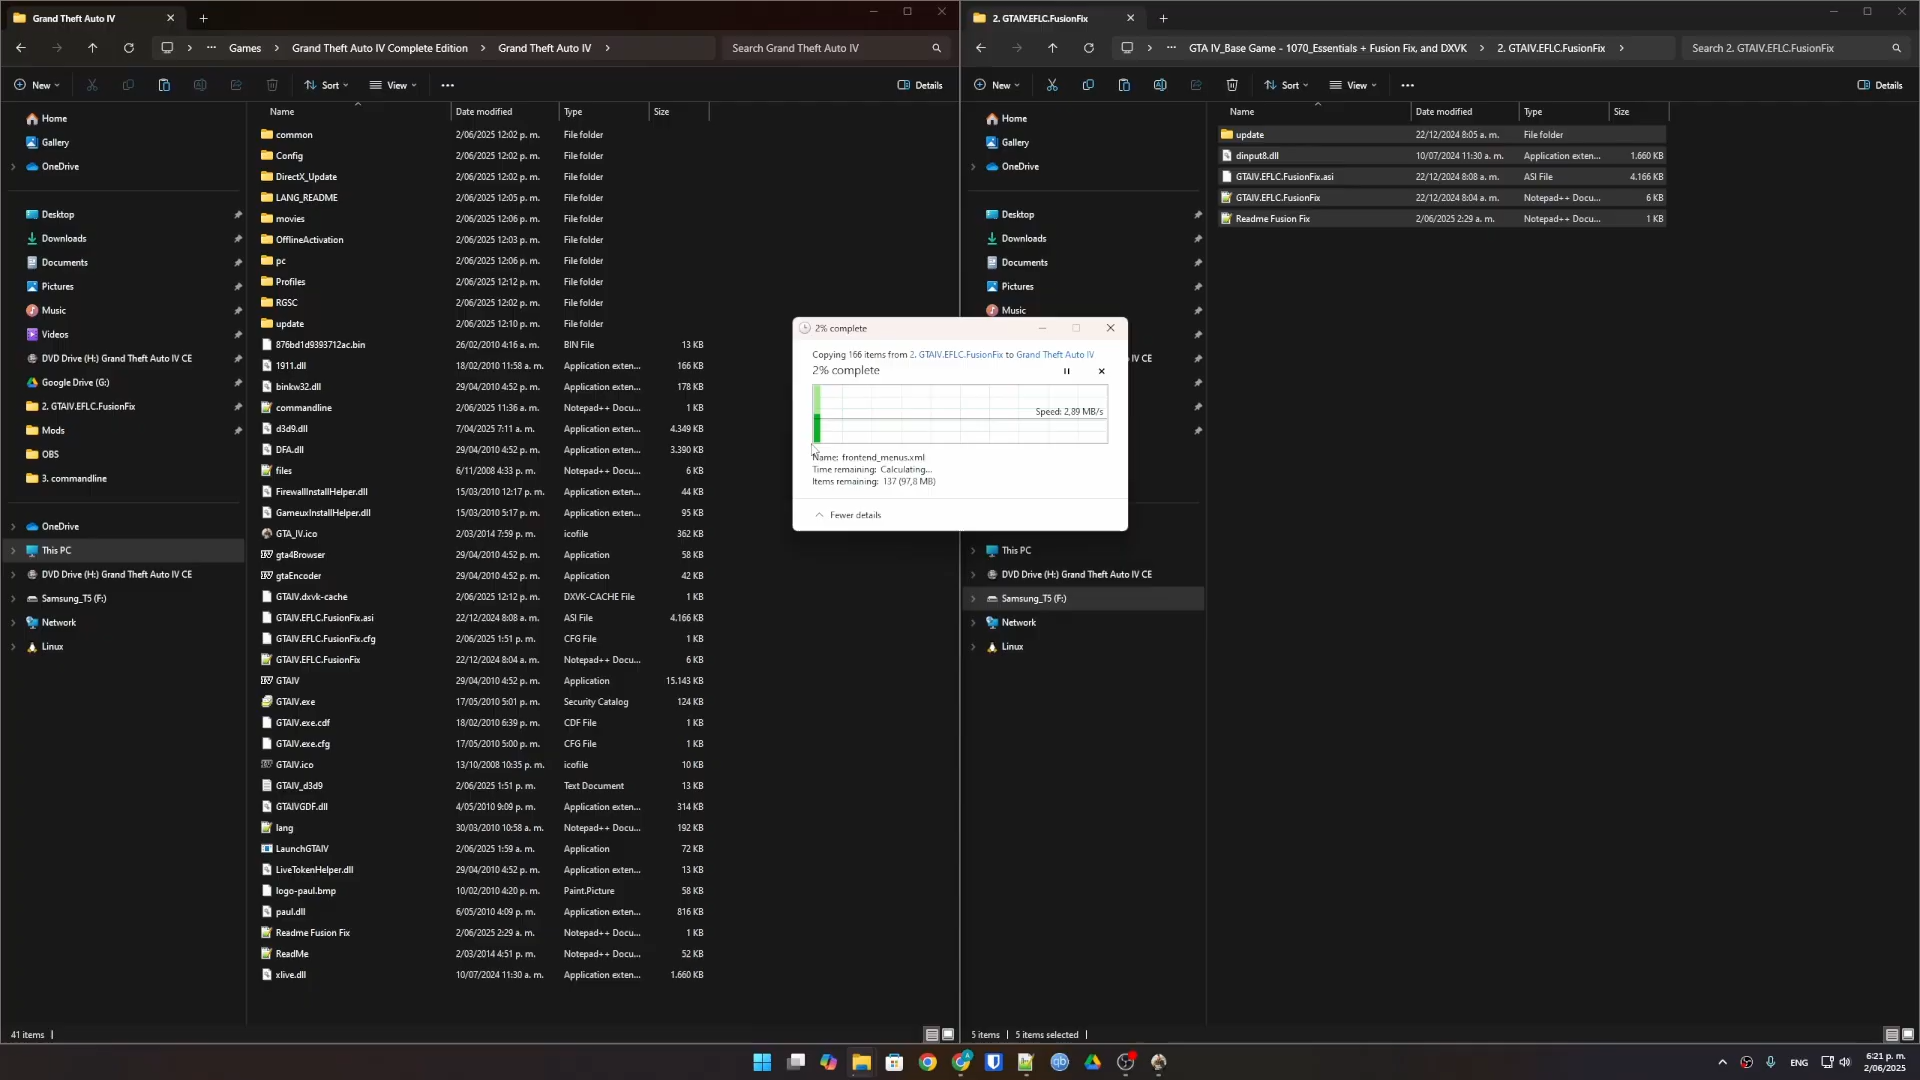 Grand Theft Auto IV
Games > Grand Theft Auto IV Complete Edition > Grand Theft Auto IV >
Search Grand Theft Auto IV
New
Sort
View
Details
Name
Date modified
Type
Size
Home
Gallery
OneDrive
Desktop
Downloads
Documents
Pictures
Music
Videos
DVD Drive (H:) Grand Theft Auto IV CE
Google Drive (G:)
2. GTAIV.EFLC.FusionFix
Mods
OBS
3. commandline
OneDrive
This PC
DVD Drive (H:) Grand Theft Auto IV CE
Samsung_T5 (F:)
Network
Linux
common 2/06/2025 12:02 p. m. File folder
Config 2/06/2025 12:02 p. m. File folder
DirectX_Update 2/06/2025 12:02 p. m. File folder
LANG_README 2/06/2025 12:05 p. m. File folder
movies 2/06/2025 12:06 p. m. File folder
OfflineActivation 2/06/2025 12:03 p. m. File folder
pc 2/06/2025 12:06 p. m. File folder
Profiles 2/06/2025 12:12 p. m. File folder
RGSC 2/06/2025 12:02 p. m. File folder
update 2/06/2025 12:10 p. m. File folder
876bd1d9393712ac.bin 26/02/2010 4:16 a. m. BIN File 13 KB
1911.dll 18/02/2010 11:58 a. m. Application exten... 166 KB
binkw32.dll 29/04/2010 4:52 p. m. Application exten... 178 KB
commandline 2/06/2025 11:36 a. m. Notepad++ Docu... 1 KB
d3d9.dll 7/04/2025 7:11 a. m. Application exten... 4.349 KB
DFA.dll 29/04/2010 4:52 p. m. Application exten... 3.390 KB
files 6/11/2008 4:33 p. m. Notepad++ Docu... 6 KB
FirewallInstallHelper.dll 15/03/2010 12:17 p. m. Application exten... 44 KB
GameuxInstallHelper.dll 15/03/2010 5:17 p. m. Application exten... 95 KB
GTA_IV.ico 2/03/2014 7:59 p. m. icofile 362 KB
gta4Browser 29/04/2010 4:52 p. m. Application 58 KB
gtaEncoder 29/04/2010 4:52 p. m. Application 42 KB
GTAIV.dxvk-cache 2/06/2025 12:12 p. m. DXVK-CACHE File 1 KB
GTAIV.EFLC.FusionFix.asi 22/12/2024 8:08 a. m. ASI File 4.166 KB
GTAIV.EFLC.FusionFix.cfg 2/06/2025 1:51 p. m. CFG File 1 KB
GTAIV.EFLC.FusionFix 22/12/2024 8:04 a. m. Notepad++ Docu... 6 KB
GTAIV 29/04/2010 4:52 p. m. Application 15.143 KB
GTAIV.exe 17/05/2010 5:01 p. m. Security Catalog 124 KB
GTAIV.exe.cdf 18/02/2010 6:39 p. m. CDF File 1 KB
GTAIV.exe.cfg 17/05/2010 5:00 p. m. CFG File 1 KB
GTAIV.ico 13/10/2008 10:35 p. m. icofile 10 KB
GTAIV_d3d9 2/06/2025 1:51 p. m. Text Document 13 KB
GTAIVGDF.dll 4/05/2010 9:09 p. m. Application exten... 314 KB
lang 30/03/2010 10:58 a. m. Notepad++ Docu... 192 KB
LaunchGTAIV 2/06/2025 1:59 a. m. Application 72 KB
LiveTokenHelper.dll 29/04/2010 4:52 p. m. Application exten... 13 KB
logo-paul.bmp 10/02/2010 4:20 p. m. Paint.Picture 58 KB
paul.dll 6/05/2010 4:09 p. m. Application exten... 816 KB
Readme Fusion Fix 2/06/2025 2:29 a. m. Notepad++ Docu... 1 KB
ReadMe 2/03/2014 4:51 p. m. Notepad++ Docu... 52 KB
xlive.dll 10/07/2024 11:30 a. m. Application exten... 1.660 KB
41 items
2. GTAIV.EFLC.FusionFix
GTA IV_Base Game - 1070_Essentials + Fusion Fix, and DXVK > 2. GTAIV.EFLC.FusionFix >
Search 2. GTAIV.EFLC.FusionFix
New
Sort
View
Details
Name
Date modified
Type
Size
Home
Gallery
OneDrive
Desktop
Downloads
Documents
Pictures
Music
IV CE
This PC
DVD Drive (H:) Grand Theft Auto IV CE
Samsung_T5 (F:)
Network
Linux
update 22/12/2024 8:05 a. m. File folder
dinput8.dll 10/07/2024 11:30 a. m. Application exten... 1.660 KB
GTAIV.EFLC.FusionFix.asi 22/12/2024 8:08 a. m. ASI File 4.166 KB
GTAIV.EFLC.FusionFix 22/12/2024 8:04 a. m. Notepad++ Docu... 6 KB
Readme Fusion Fix 2/06/2025 2:29 a. m. Notepad++ Docu... 1 KB
5 items
5 items selected
2% complete
Copying 166 items from 2. GTAIV.EFLC.FusionFix to Grand Theft Auto IV
2% complete
Speed: 2,89 MB/s
Name: frontend_menus.xml
Time remaining: Calculating...
Items remaining: 137 (97,8 MB)
Fewer details
ENG
6:21 p. m.
2/06/2025